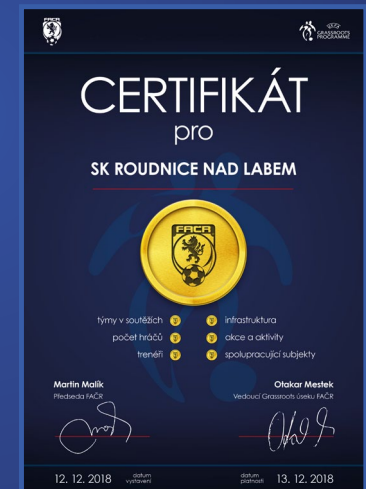 FAČR
GRASSROOTS
PROGRAMME
CERTIFIKÁT
pro
SK ROUDNICE NAD LABEM
FAČR
týmy v soutěžích
infrastruktura
počet hráčů
akce a aktivity
trenéři
spolupracující subjekty
Martin Malík
Předseda FAČR
Otakar Mestek
Vedoucí Grassroots úseku FAČR
12. 12. 2018 datum vystavení
datum platnosti 13. 12. 2018